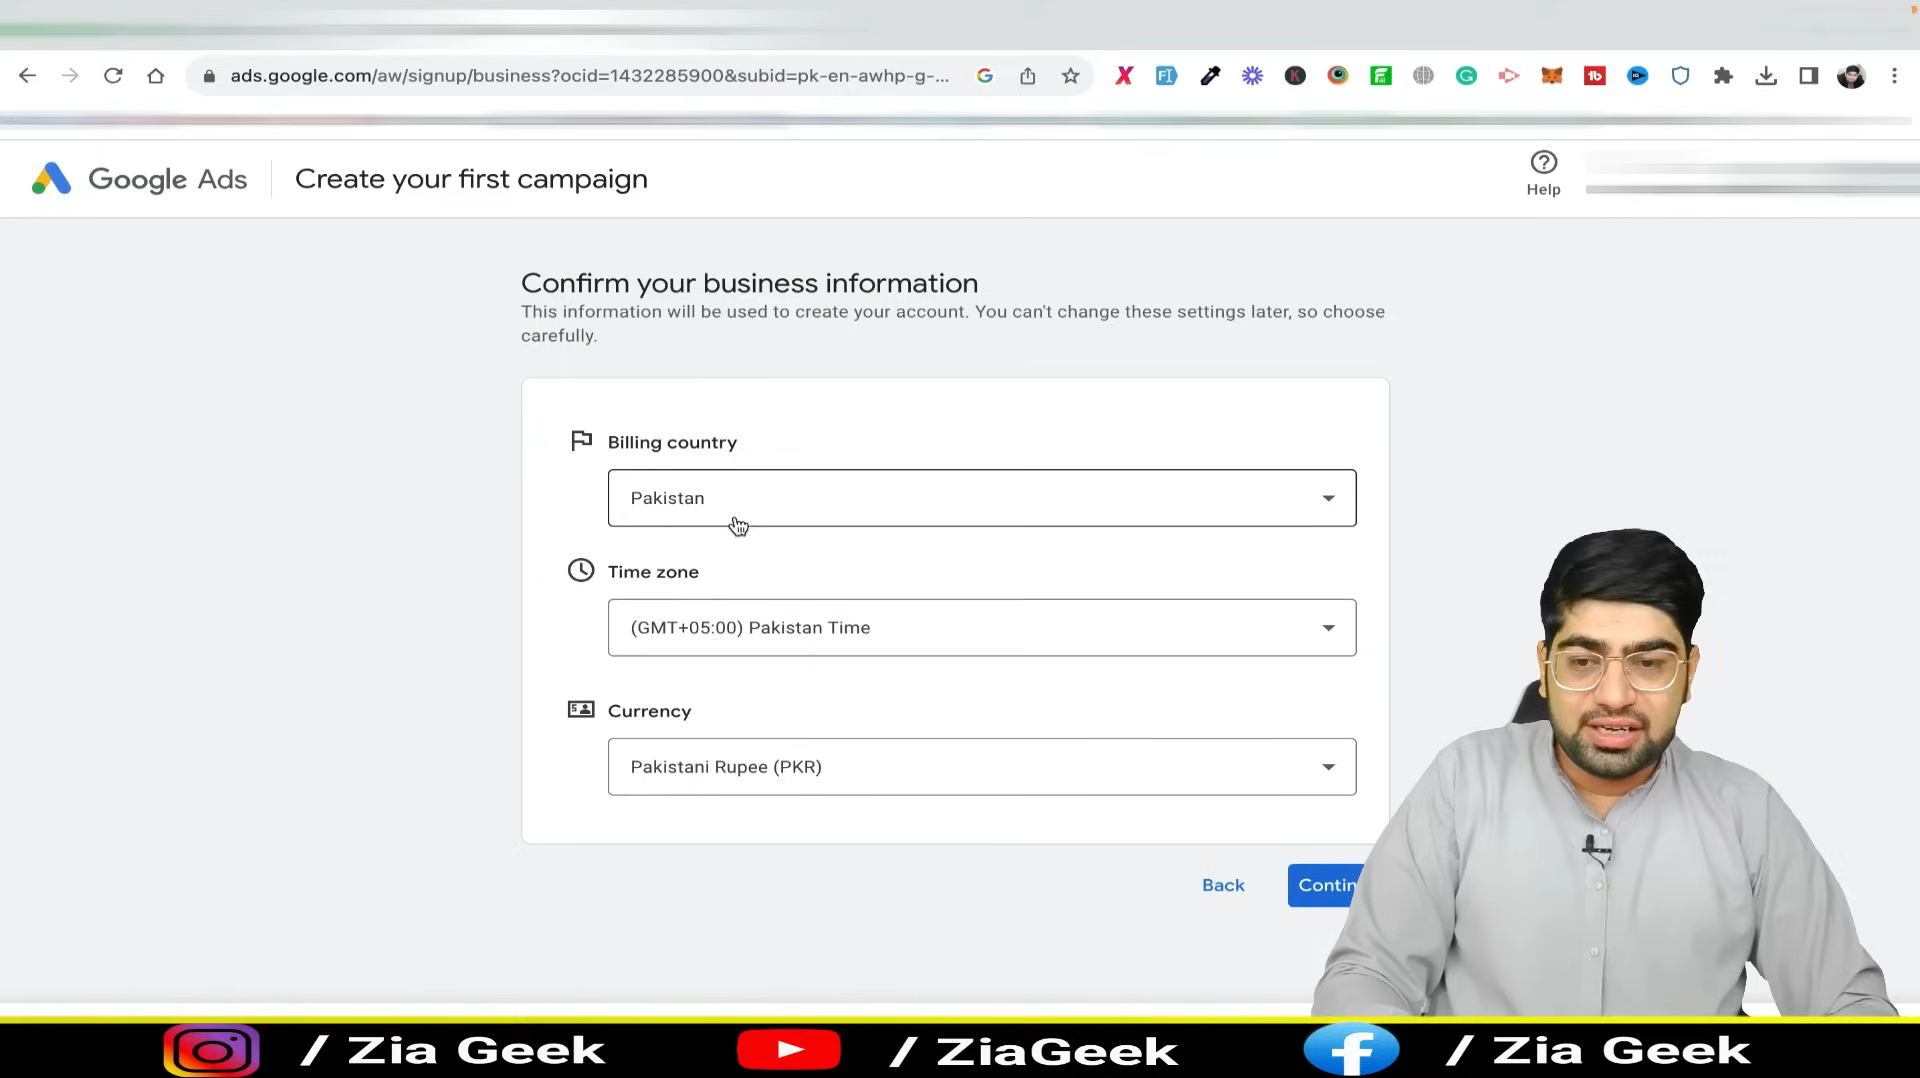 ads.google.com/aw/signup/business?ocid=1432285900&subid=pk-en-awhp-g-...
Google Ads
Create your first campaign
Help
Confirm your business information
This information will be used to create your account. You can't change these settings later, so choose
carefully.
Billing country
Pakistan
Time zone
(GMT+05:00) Pakistan Time
Currency
Pakistani Rupee (PKR)
Back
Contin
/ Zia Geek
/ ZiaGeek
/ Zia Geek